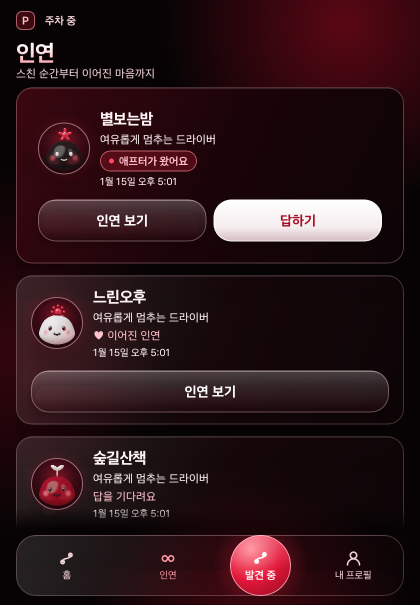 P 주차 중
인연
스친 순간부터 이어진 마음까지
별보는밤
여유롭게 멈추는 드라이버
애프터가 왔어요
1월 15일 오후 5:01
인연 보기
답하기
느린오후
여유롭게 멈추는 드라이버
이어진 인연
1월 15일 오후 5:01
인연 보기
숲길산책
여유롭게 멈추는 드라이버
답을 기다려요
1월 15일 오후 5:01
홈
인연
발견 중
내 프로필